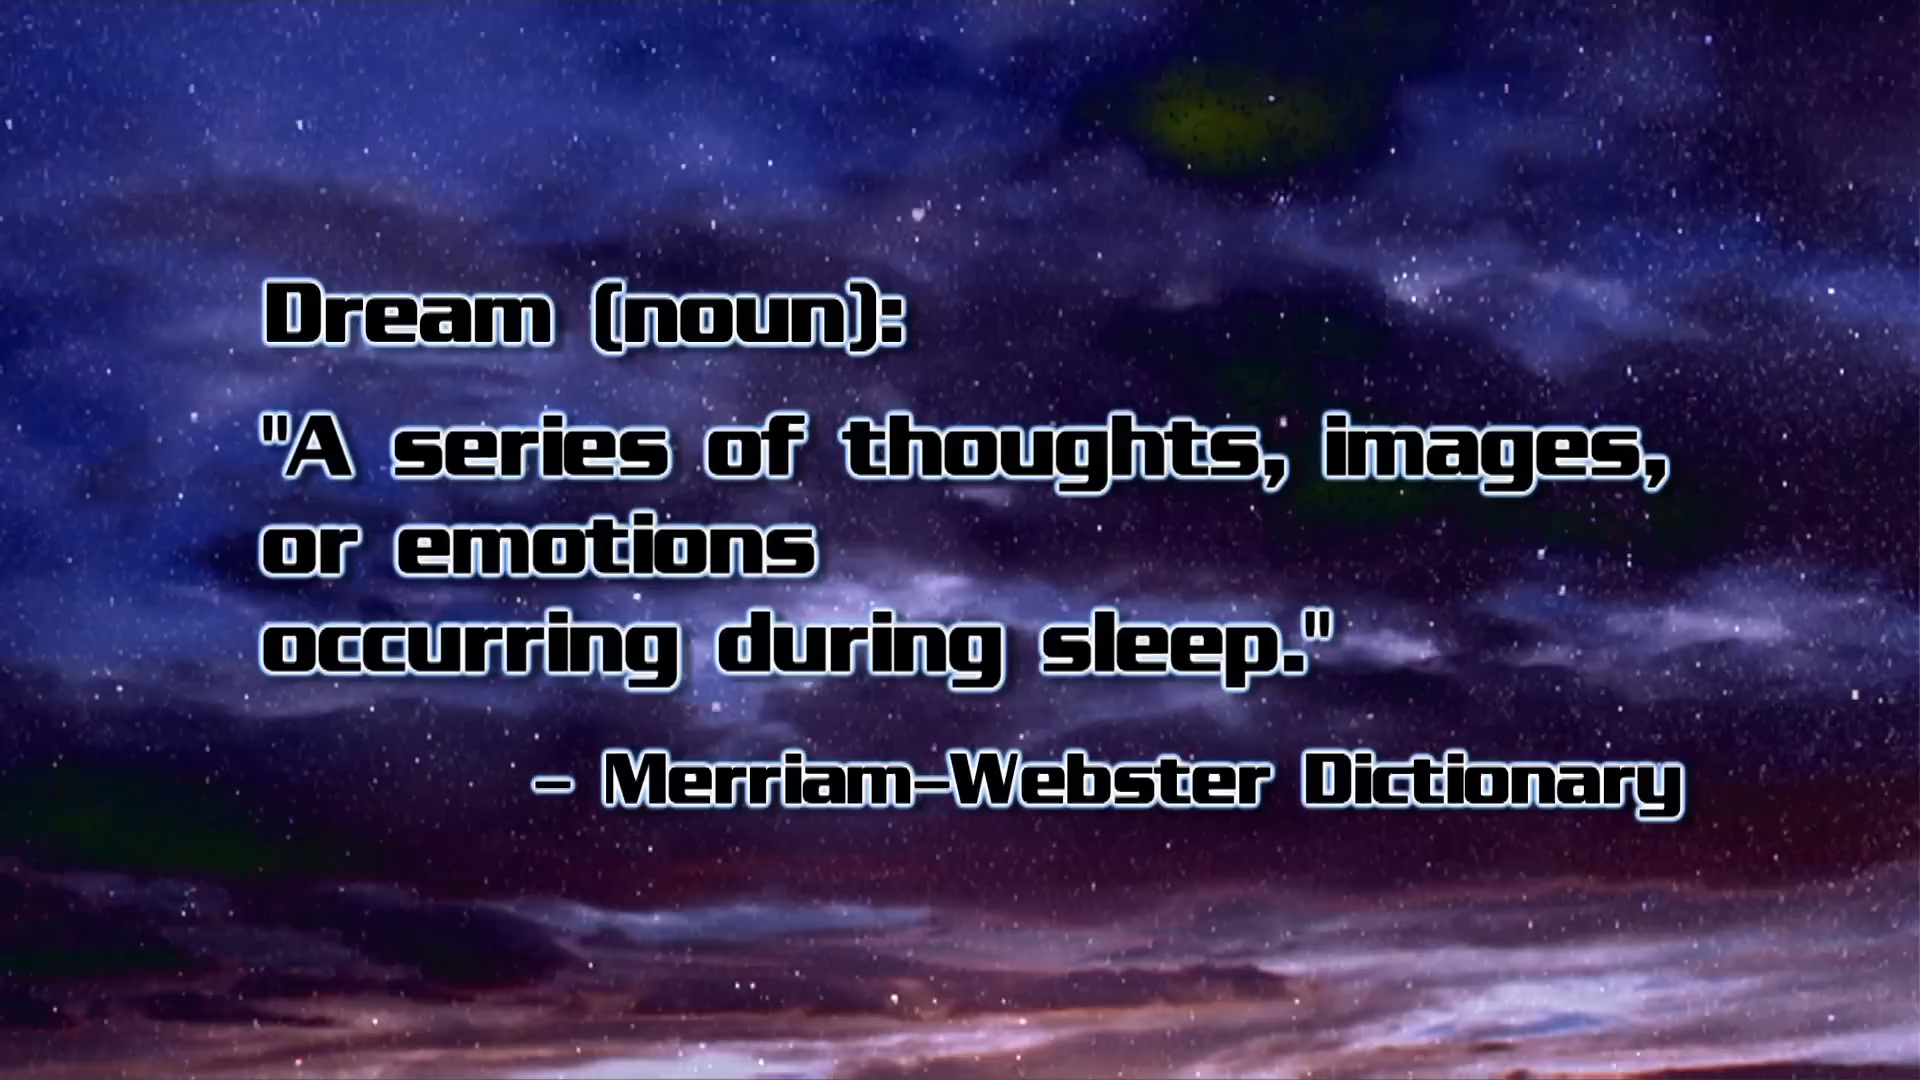 Dream (noun):
"A series of thoughts, images,
or emotions
occurring during sleep."
- Merriam-Webster Dictionary